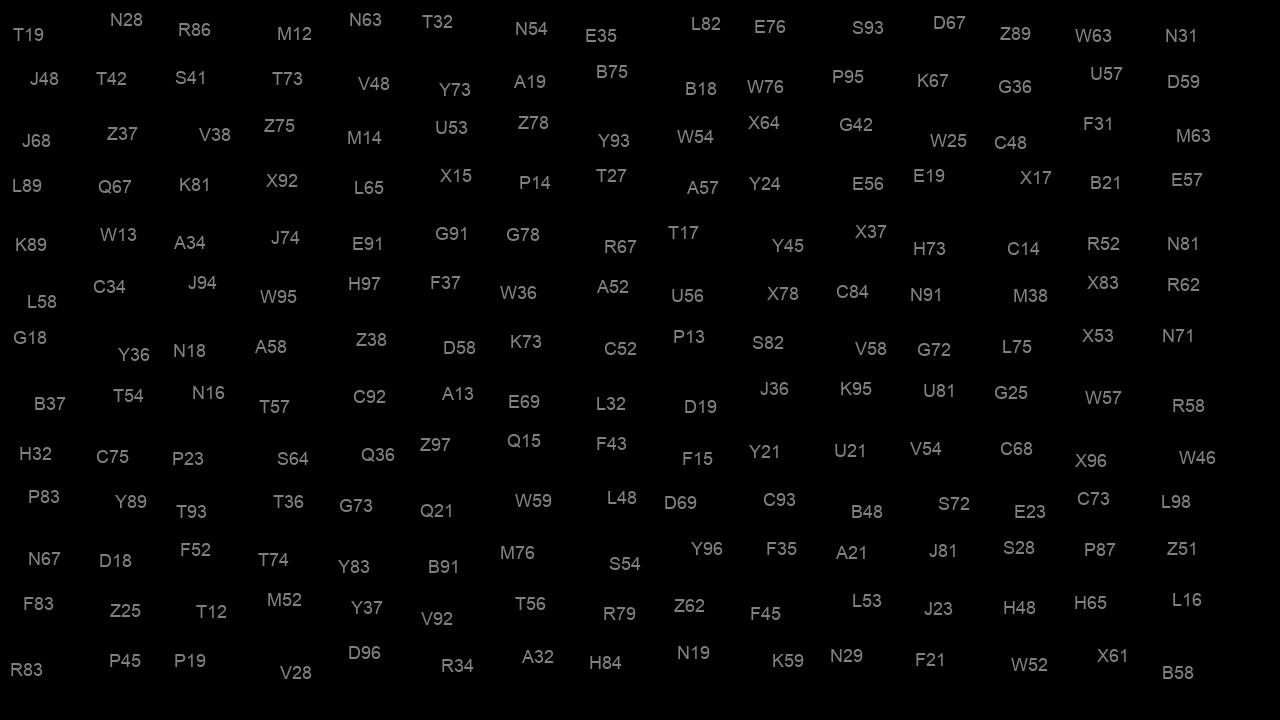 T19 N28 R86 M12 N63 T32 N54 E35 L82 E76 S93 D67 Z89 W63 N31
J48 T42 S41 T73 V48 Y73 A19 B75 B18 W76 P95 K67 G36 U57 D59
J68 Z37 V38 Z75 M14 U53 Z78 Y93 W54 X64 G42 W25 C48 F31 M63
L89 Q67 K81 X92 L65 X15 P14 T27 A57 Y24 E56 E19 X17 B21 E57
K89 W13 A34 J74 E91 G91 G78 R67 T17 Y45 X37 H73 C14 R52 N81
L58 C34 J94 W95 H97 F37 W36 A52 U56 X78 C84 N91 M38 X83 R62
G18 Y36 N18 A58 Z38 D58 K73 C52 P13 S82 V58 G72 L75 X53 N71
B37 T54 N16 T57 C92 A13 E69 L32 D19 J36 K95 U81 G25 W57 R58
H32 C75 P23 S64 Q36 Z97 Q15 F43 F15 Y21 U21 V54 C68 X96 W46
P83 Y89 T93 T36 G73 Q21 W59 L48 D69 C93 B48 S72 E23 C73 L98
N67 D18 F52 T74 Y83 B91 M76 S54 Y96 F35 A21 J81 S28 P87 Z51
F83 Z25 T12 M52 Y37 V92 T56 R79 Z62 F45 L53 J23 H48 H65 L16
R83 P45 P19 V28 D96 R34 A32 H84 N19 K59 N29 F21 W52 X61 B58